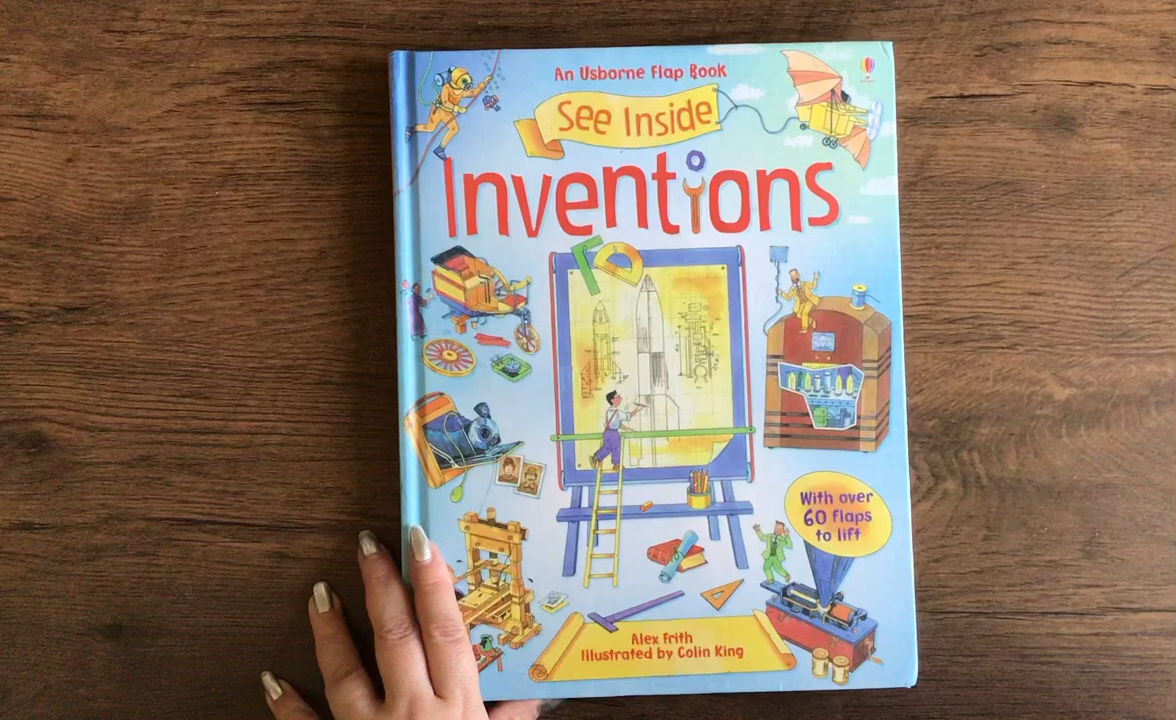 An Usborne Flap Book
See Inside
Inventions
With over
60 flaps
to lift
Alex Frith
Illustrated by Colin King